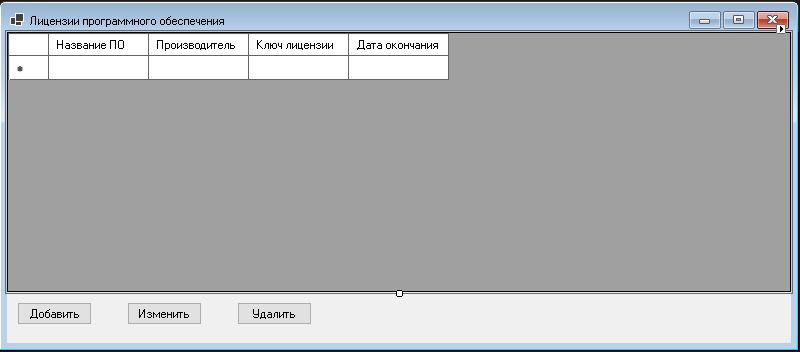 Лицензии программного обеспечения
Название ПО Производитель Ключ лицензии Дата окончания
*
Добавить Изменить Удалить